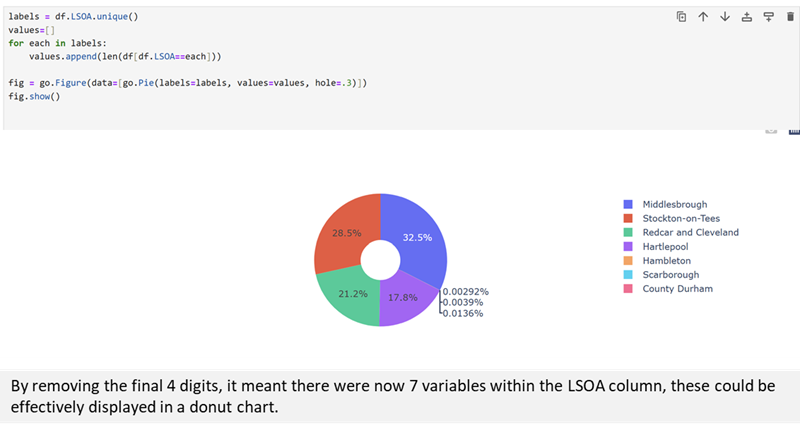 labels = df.LSOA.unique()
values=[]
for each in labels:
    values.append(len(df[df.LSOA==each]))
fig = go.Figure(data=[go.Pie(labels=labels, values=values, hole=.3)])
fig.show()
28.5%
32.5%
21.2%
17.8%
0.00292%
0.0039%
0.0136%
Middlesbrough
Stockton-on-Tees
Redcar and Cleveland
Hartlepool
Hambleton
Scarborough
County Durham
By removing the final 4 digits, it meant there were now 7 variables within the LSOA column, these could be
effectively displayed in a donut chart.